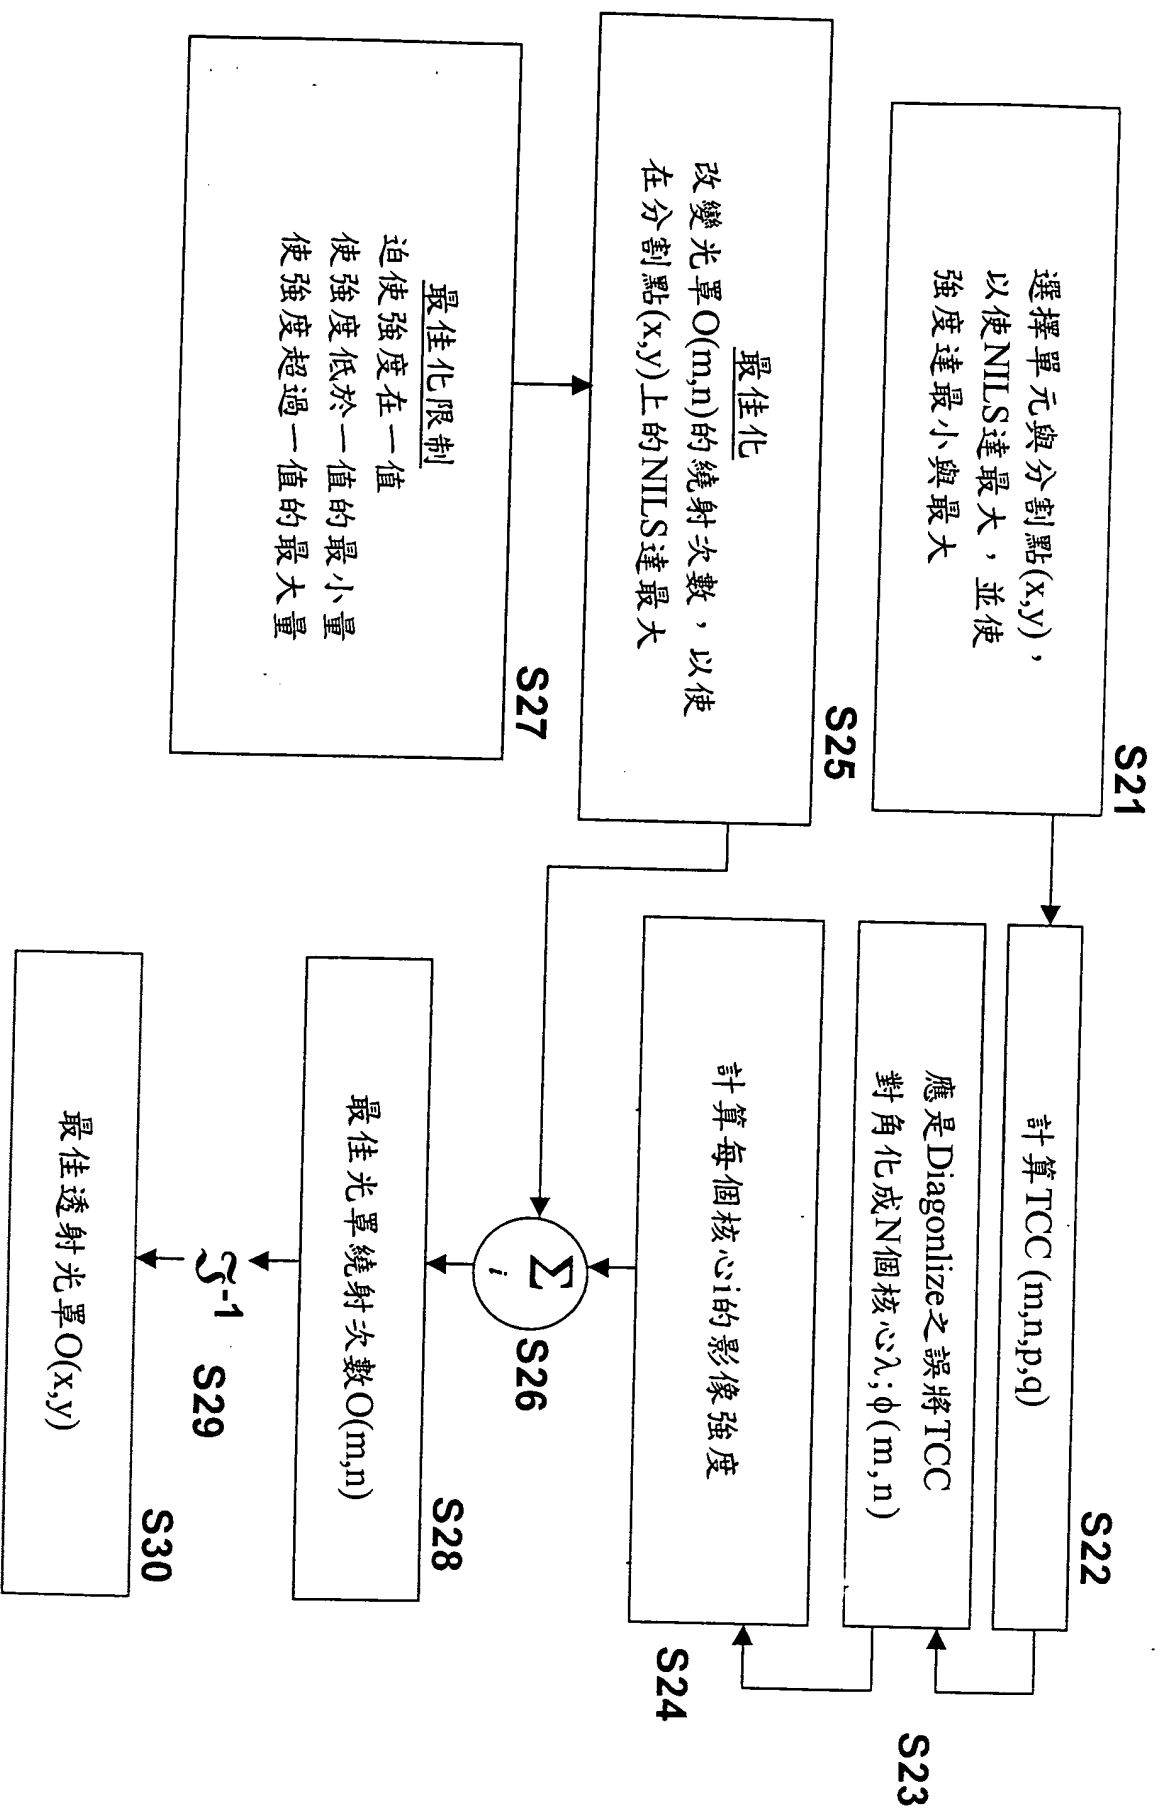 S21
選擇單元與分割點(x,y)，
以使NILS達最大，並使
強度達最小與最大
S22
計算TCC (m,n,p,q)
S23
應是Diagonlize之誤將TCC
對角化成N個核心λ;ϕ(m,n)
S24
計算每個核心i的影像強度
S25
最佳化
改變光罩O(m,n)的繞射次數，以使
在分割點(x,y)上的NILS達最大
S26
Σ
i
S27
最佳化限制
迫使強度在一值
使強度低於一值的最小量
使強度超過一值的最大量
S28
最佳光罩繞射次數O(m,n)
ℑ-1
S29
最佳透射光罩O(x,y)
S30